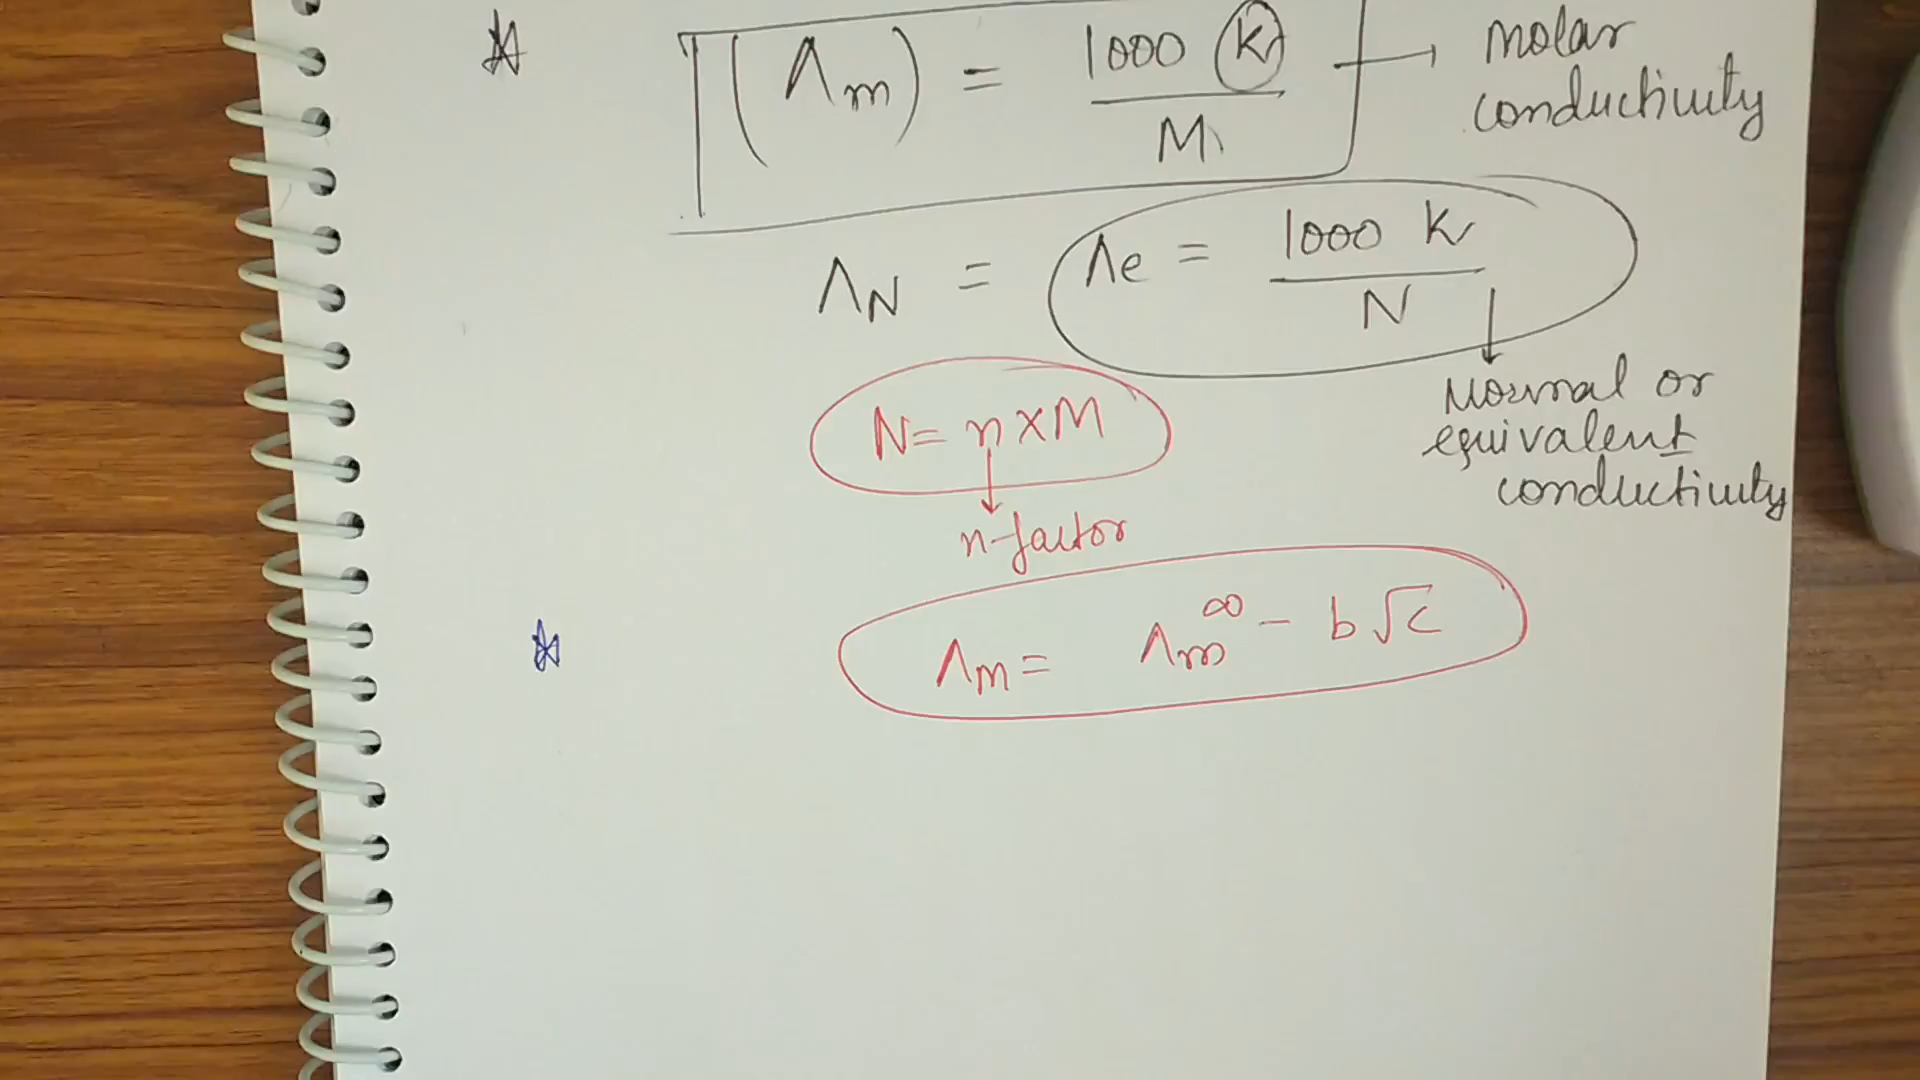 (Λm) = 1000 K / M → molar conductivity
ΛN = Λe = 1000 K / N
Normal or equivalent conductivity
N = n × M
n-factor
Λm = Λm^∞ - b√c